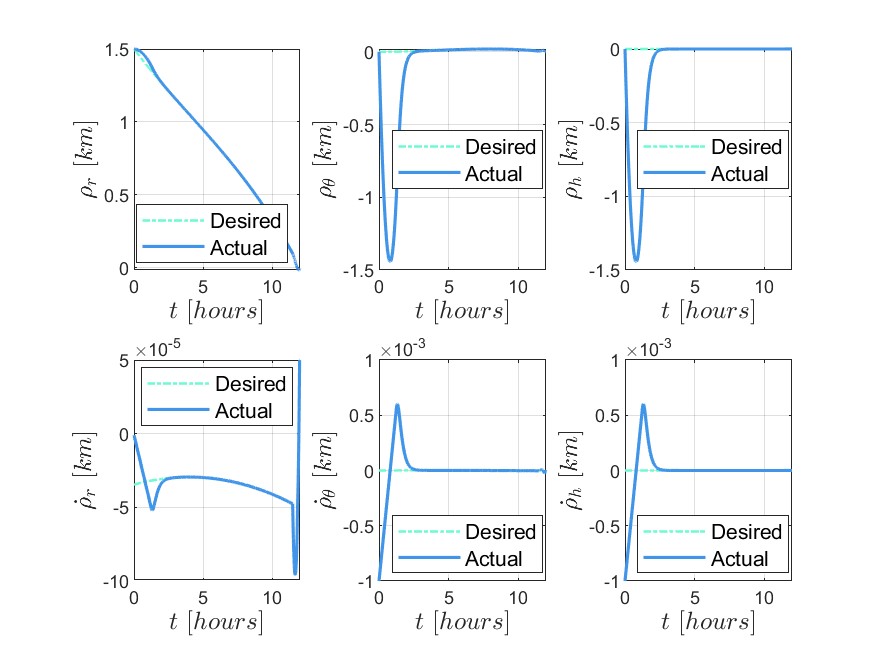 1.5
1
0.5
0
0 5 10
t [hours]
ρ_r [km]
Desired
Actual
0
-0.5
-1
-1.5
0 5 10
t [hours]
ρ_θ [km]
Desired
Actual
0
-0.5
-1
-1.5
0 5 10
t [hours]
ρ_h [km]
Desired
Actual
×10^-5
5
0
-5
-10
0 5 10
t [hours]
ρ̇_r [km]
Desired
Actual
×10^-3
1
0.5
0
-0.5
-1
0 5 10
t [hours]
ρ̇_θ [km]
Desired
Actual
×10^-3
1
0.5
0
-0.5
-1
0 5 10
t [hours]
ρ̇_h [km]
Desired
Actual